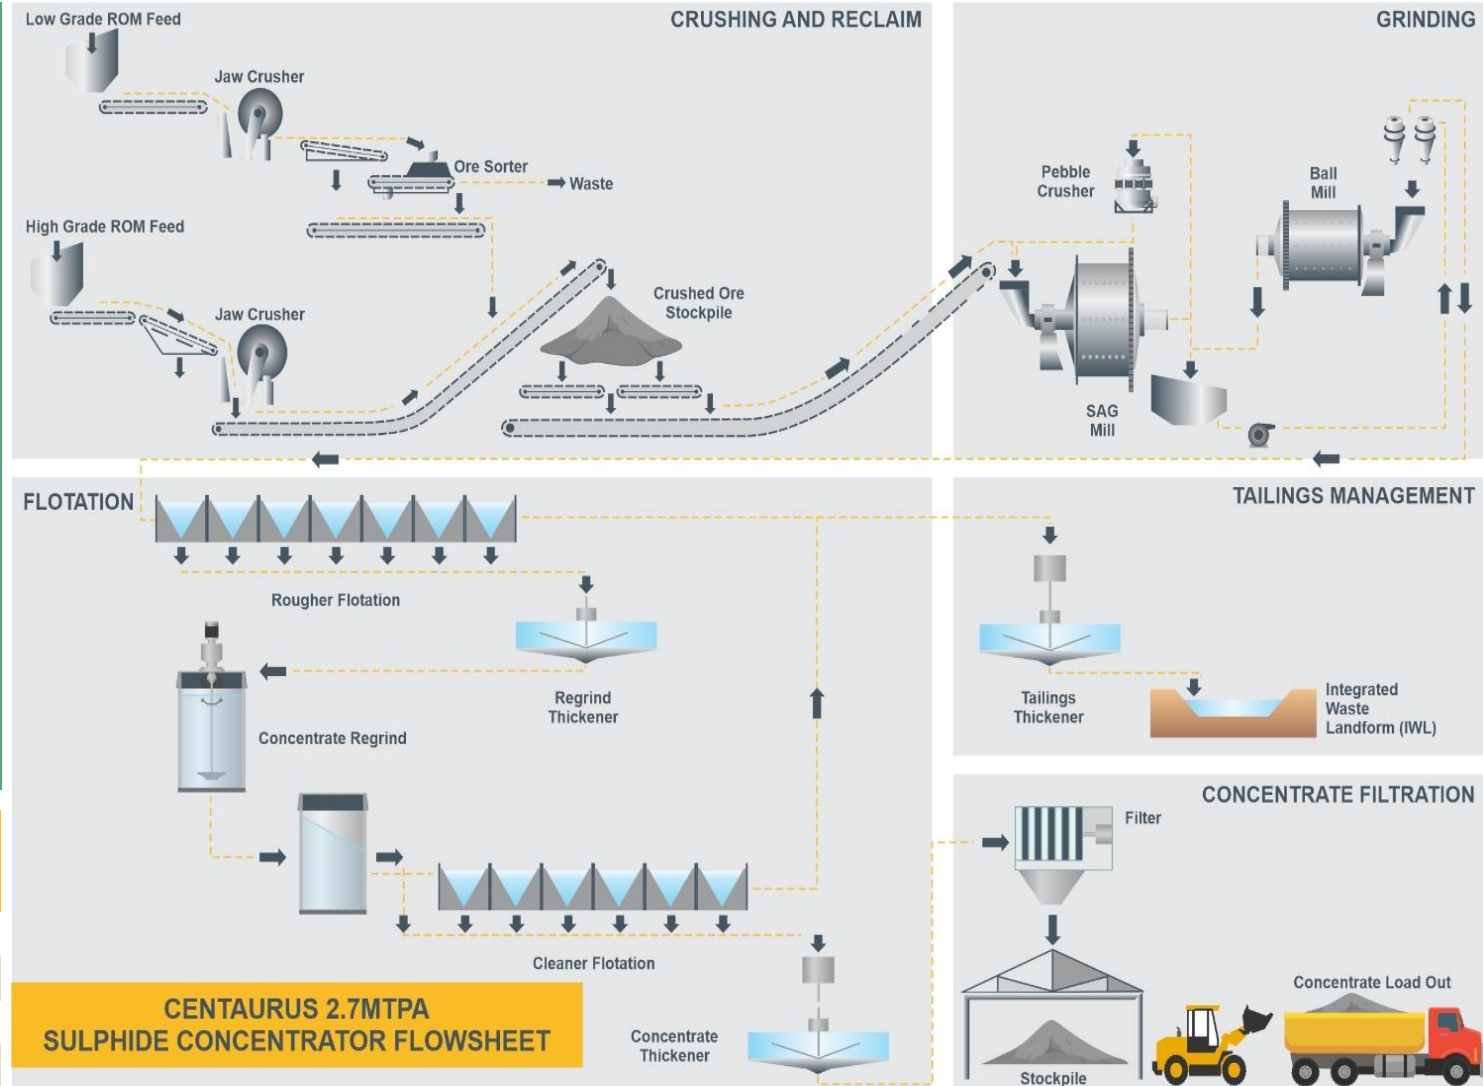 CRUSHING AND RECLAIM
Low Grade ROM Feed
Jaw Crusher
Ore Sorter
Waste
High Grade ROM Feed
Jaw Crusher
Crushed Ore
Stockpile
GRINDING
Pebble
Crusher
Ball
Mill
SAG
Mill
FLOTATION
Rougher Flotation
Regrind
Thickener
Concentrate Regrind
Cleaner Flotation
Concentrate
Thickener
TAILINGS MANAGEMENT
Tailings
Thickener
Integrated
Waste
Landform (IWL)
CONCENTRATE FILTRATION
Filter
Concentrate Load Out
Stockpile
CENTAURUS 2.7MTPA
SULPHIDE CONCENTRATOR FLOWSHEET